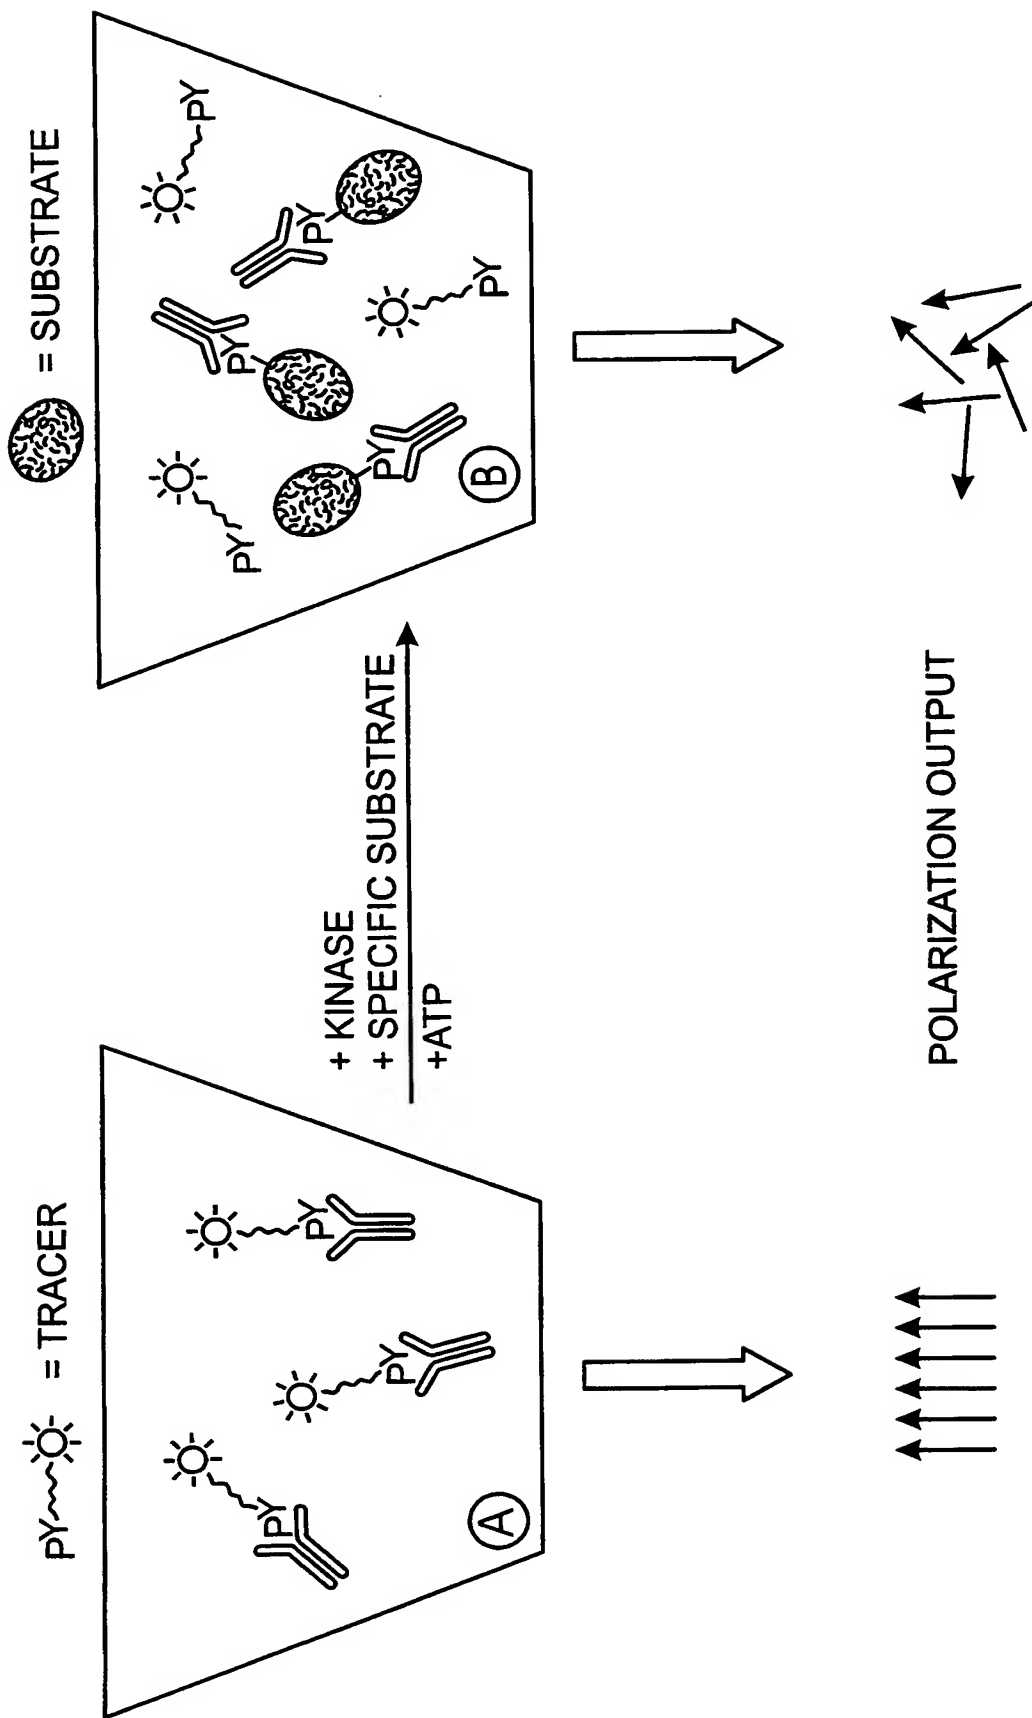 PY = TRACER
PY
PY
PY
A
+ KINASE
+ SPECIFIC SUBSTRATE
+ATP
= SUBSTRATE
PY
PY
PY
PY
PY
PY
B
POLARIZATION OUTPUT